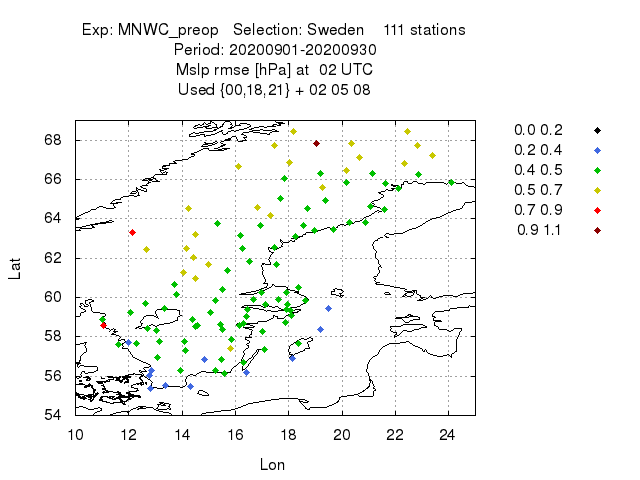 Exp: MNWC_preop   Selection: Sweden    111 stations
Period: 20200901-20200930
Mslp rmse [hPa] at  02 UTC
Used {00,18,21} + 02 05 08
0.0 0.2
0.2 0.4
0.4 0.5
0.5 0.7
0.7 0.9
0.9 1.1
Lat
68
66
64
62
60
58
56
54
10 12 14 16 18 20 22 24
Lon